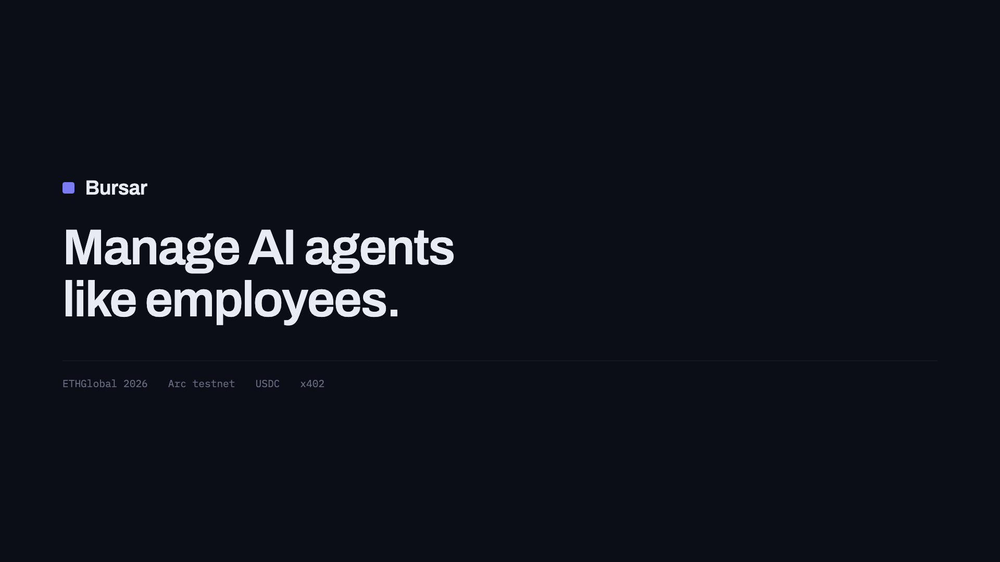 Bursar
Manage AI agents
like employees.
ETHGlobal 2026 Arc testnet USDC x402